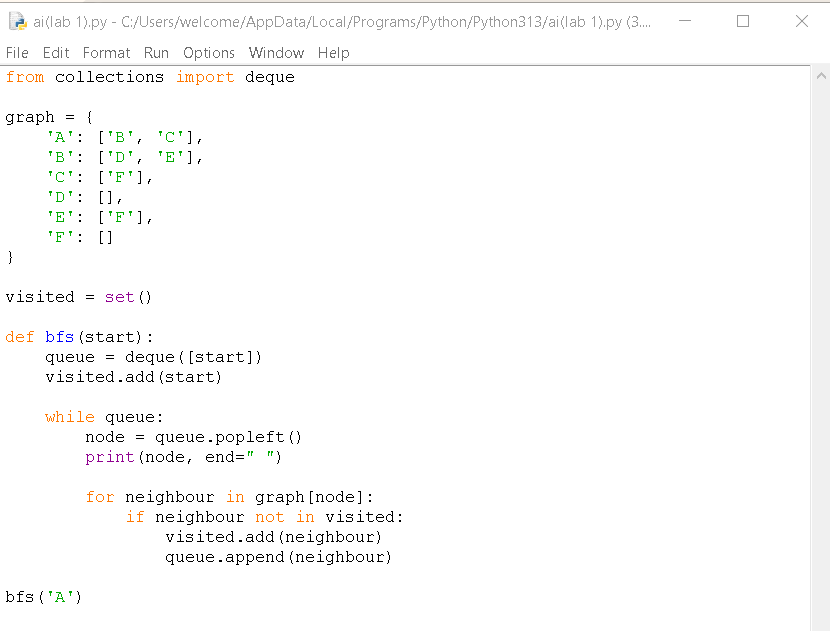 ai(lab 1).py - C:/Users/welcome/AppData/Local/Programs/Python/Python313/ai(lab 1).py (3....
File Edit Format Run Options Window Help
from collections import deque

graph = {
    'A': ['B', 'C'],
    'B': ['D', 'E'],
    'C': ['F'],
    'D': [],
    'E': ['F'],
    'F': []
}

visited = set()

def bfs(start):
    queue = deque([start])
    visited.add(start)

    while queue:
        node = queue.popleft()
        print(node, end=" ")

        for neighbour in graph[node]:
            if neighbour not in visited:
                visited.add(neighbour)
                queue.append(neighbour)

bfs('A')